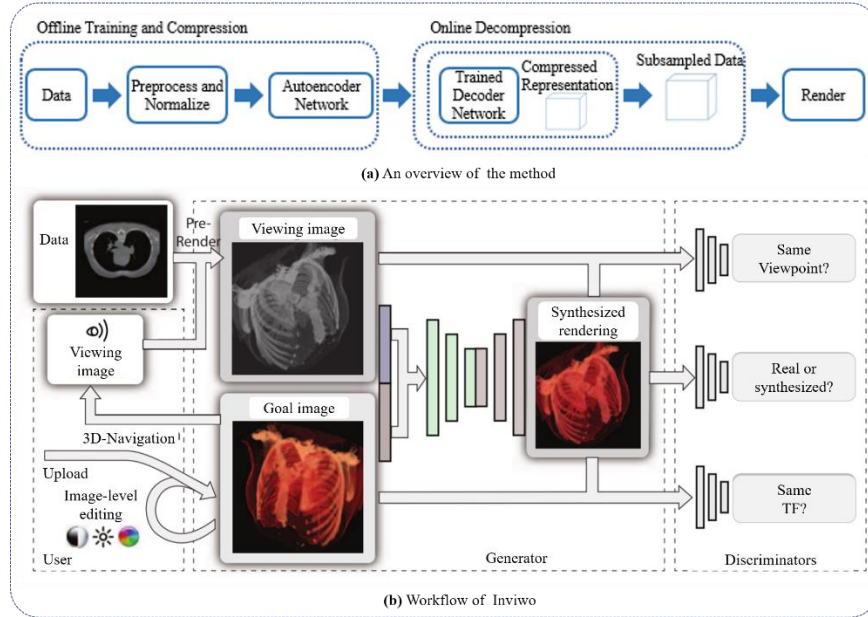 Offline Training and Compression
Online Decompression
Data
Preprocess and
Normalize
Autoencoder
Network
Trained
Decoder
Network
Compressed
Representation
Subsampled Data
Render
(a) An overview of the method
Data
Pre-
Render
Viewing image
Same
Viewpoint?
Viewing
image
Synthesized
rendering
Real or
synthesized?
Goal image
3D-Navigation
Upload
Image-level
editing
Same
TF?
User
Generator
Discriminators
(b) Workflow of Inviwo